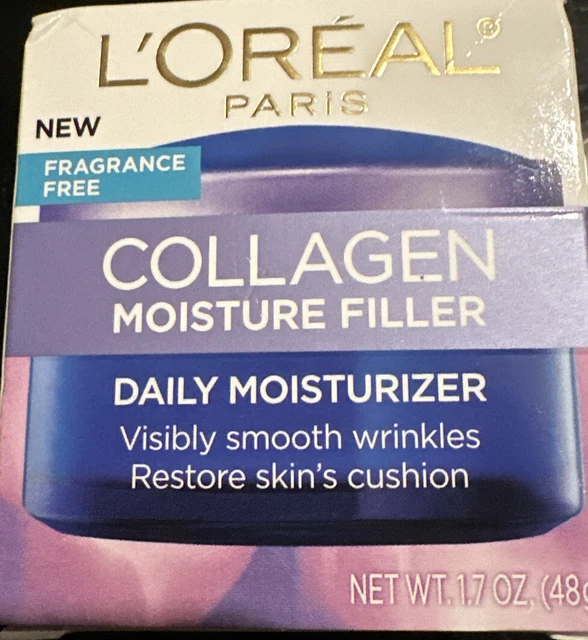 L'ORÉAL®
PARIS
NEW
FRAGRANCE
FREE
COLLAGEN
MOISTURE FILLER
DAILY MOISTURIZER
Visibly smooth wrinkles
Restore skin's cushion
NET WT. 1.7 OZ, (48g